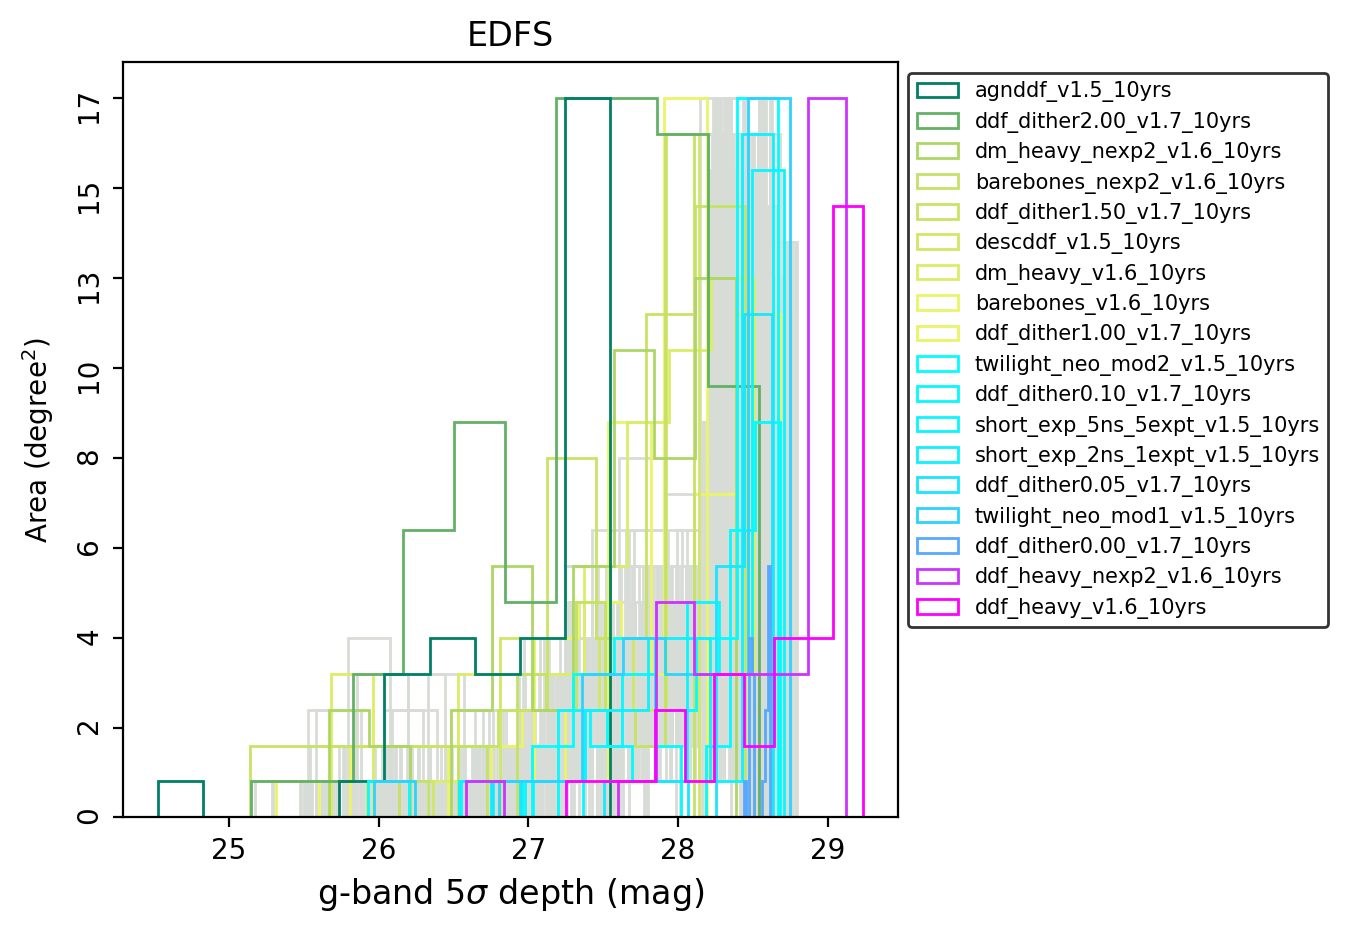 EDFS
Area (degree²)
17
15
13
10
8
6
4
2
0
25 26 27 28 29
g-band 5σ depth (mag)
agnddf_v1.5_10yrs
ddf_dither2.00_v1.7_10yrs
dm_heavy_nexp2_v1.6_10yrs
barebones_nexp2_v1.6_10yrs
ddf_dither1.50_v1.7_10yrs
descddf_v1.5_10yrs
dm_heavy_v1.6_10yrs
barebones_v1.6_10yrs
ddf_dither1.00_v1.7_10yrs
twilight_neo_mod2_v1.5_10yrs
ddf_dither0.10_v1.7_10yrs
short_exp_5ns_5expt_v1.5_10yrs
short_exp_2ns_1expt_v1.5_10yrs
ddf_dither0.05_v1.7_10yrs
twilight_neo_mod1_v1.5_10yrs
ddf_dither0.00_v1.7_10yrs
ddf_heavy_nexp2_v1.6_10yrs
ddf_heavy_v1.6_10yrs